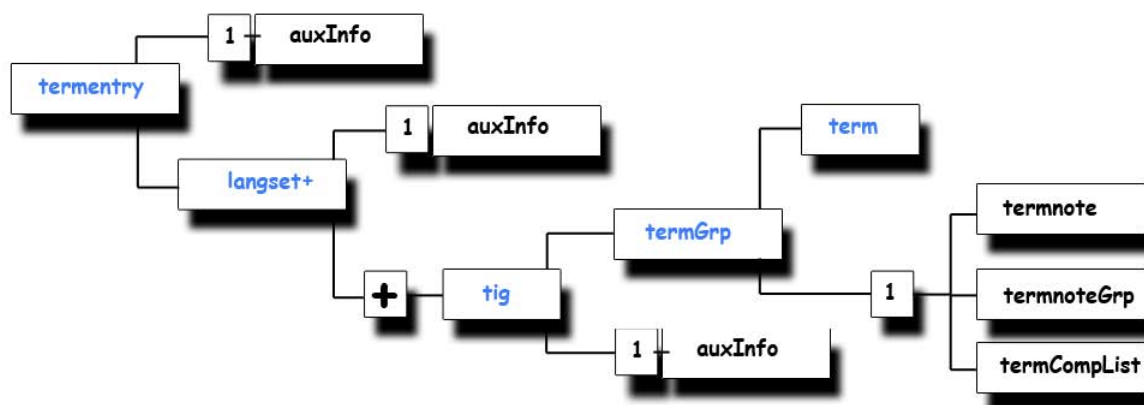 1 auxInfo
termentry
1 auxInfo
term
langset+
termnote
termGrp
+ tig
1
termnoteGrp
1 auxInfo
termCompList